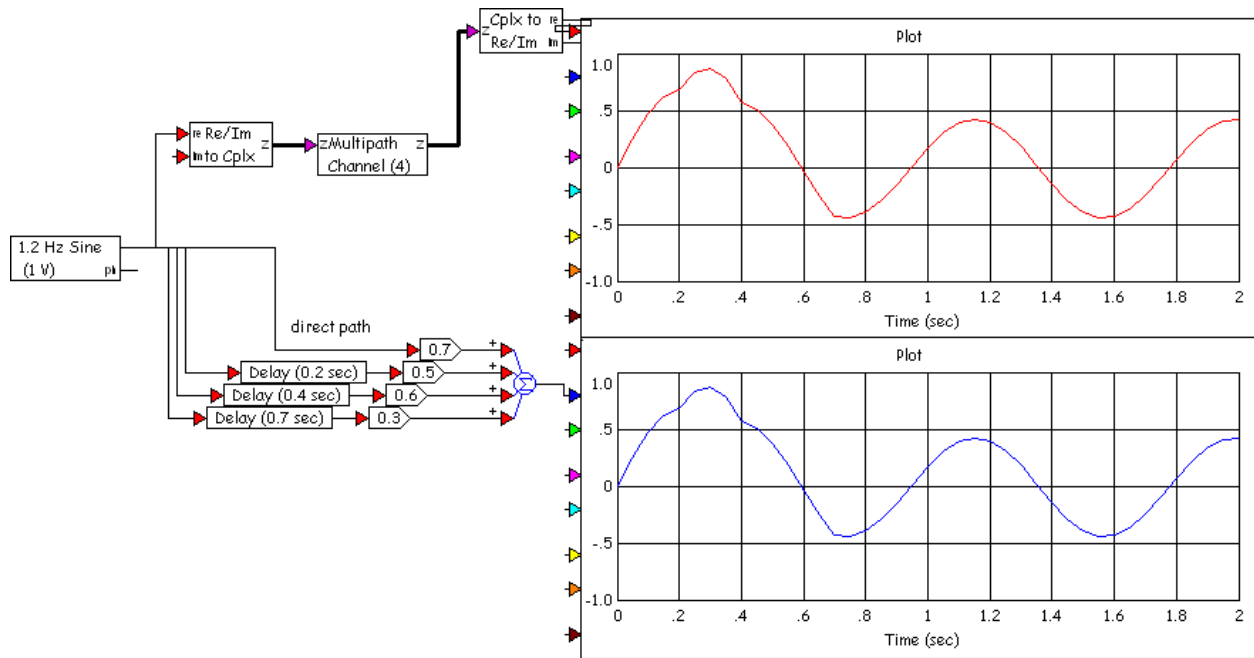 Cplx to re
z
Re/Im Im
re Re/Im z
Im to Cplx
z Multipath z
Channel (4)
1.2 Hz Sine
(1 V) ph
direct path
0.7 +
Delay (0.2 sec) 0.5 +
Delay (0.4 sec) 0.6 +
Delay (0.7 sec) 0.3 +
Σ
Plot
1.0
.5
0
-.5
-1.0
0 .2 .4 .6 .8 1 1.2 1.4 1.6 1.8 2
Time (sec)
Plot
1.0
.5
0
-.5
-1.0
0 .2 .4 .6 .8 1 1.2 1.4 1.6 1.8 2
Time (sec)